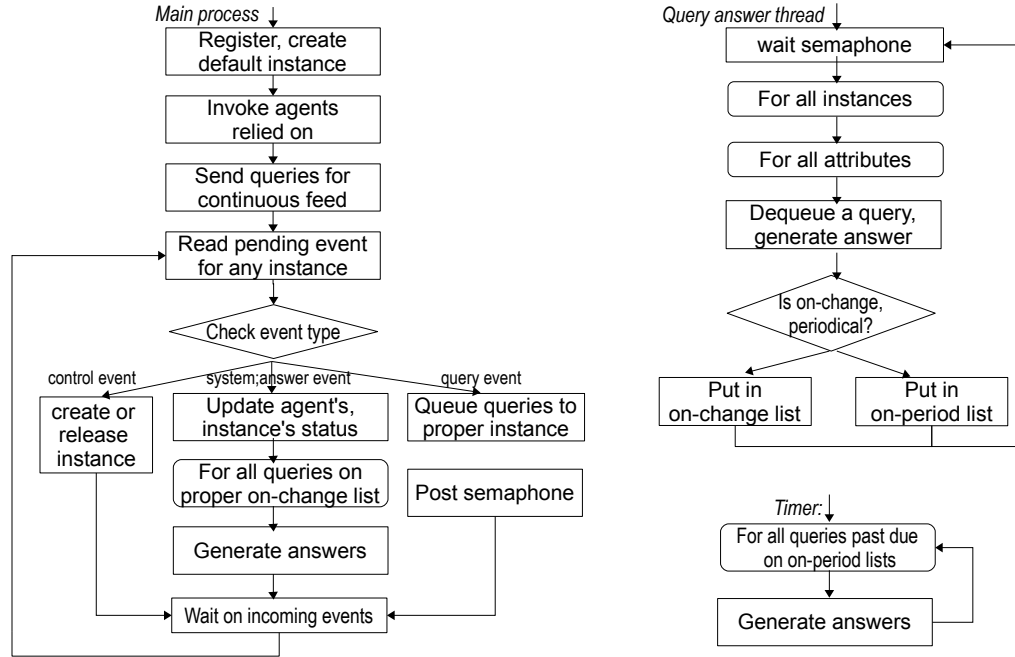 Main process
Register, create
default instance
Invoke agents
relied on
Send queries for
continuous feed
Read pending event
for any instance
Check event type
control event
system;answer event
query event
create or
release
instance
Update agent's,
instance's status
Queue queries to
proper instance
For all queries on
proper on-change list
Post semaphone
Generate answers
Wait on incoming events
Query answer thread
wait semaphone
For all instances
For all attributes
Dequeue a query,
generate answer
Is on-change,
periodical?
Put in
on-change list
Put in
on-period list
Timer:
For all queries past due
on on-period lists
Generate answers